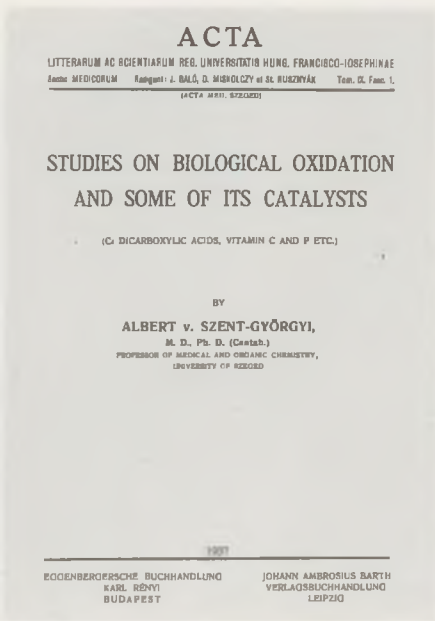 ACTA
LITTERARUM AC SCIENTIARUM REG. UNIVERSITATIS HUNG. FRANCISCO-IOSEPHINAE
Sectio MEDICORUM Redigunt: J. BALÓ, D. MISKOLCZY et St. RUSZNYÁK Tom. IX. Fasc. 1.
(ACTA MED. SZEGED)
STUDIES ON BIOLOGICAL OXIDATION
AND SOME OF ITS CATALYSTS
(C₄ DICARBOXYLIC ACIDS, VITAMIN C AND P ETC.)
BY
ALBERT v. SZENT-GYÖRGYI,
M. D., Ph. D. (Cantab.)
PROFESSOR OF MEDICAL AND ORGANIC CHEMISTRY,
UNIVERSITY OF SZEGED
1937
EGGENBERGERSCHE BUCHHANDLUNG JOHANN AMBROSIUS BARTH
KARL RÉNYI VERLAGSBUCHHANDLUNG
BUDAPEST LEIPZIG